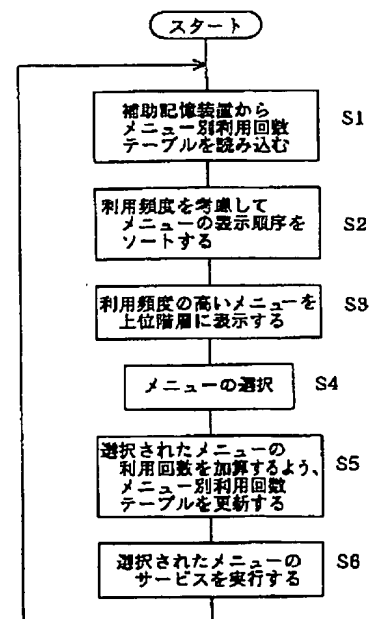 スタート
補助記憶装置から
メニュー別利用回数
テーブルを読み込む
S1
利用頻度を考慮して
メニューの表示順序を
ソートする
S2
利用頻度の高いメニューを
上位階層に表示する
S3
メニューの選択
S4
選択されたメニューの
利用回数を加算するよう、
メニュー別利用回数
テーブルを更新する
S5
選択されたメニューの
サービスを実行する
S6